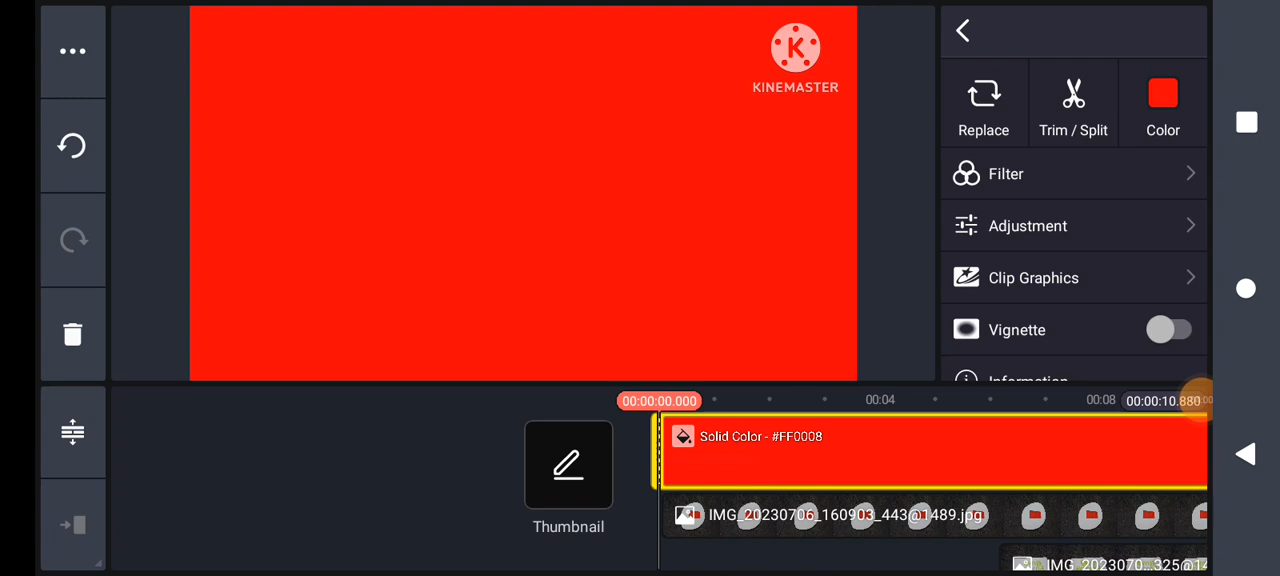 KINEMASTER
Replace
Trim / Split
Color
Filter
Adjustment
Clip Graphics
Vignette
Information
00:00:00.000
00:04
00:08
00:00:10.880
Solid Color - #FF0008
Thumbnail
IMG_20230706_160903_443@1489.jpg